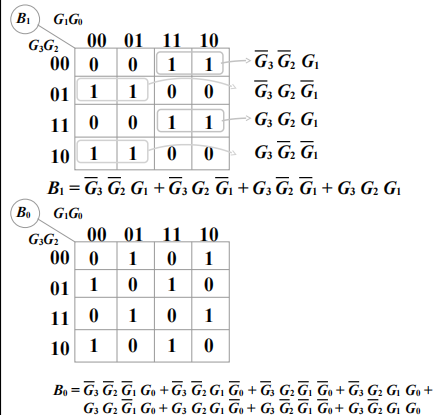 B₁ G₁G₀
G₃G₂ 00 01 11 10
00 0 0 1 1 G̅₃ G̅₂ G₁
01 1 1 0 0 G̅₃ G₂ G̅₁
11 0 0 1 1 G₃ G₂ G₁
10 1 1 0 0 G₃ G̅₂ G̅₁
B₁ = G̅₃ G̅₂ G₁ + G̅₃ G₂ G̅₁ + G₃ G̅₂ G̅₁ + G₃ G₂ G₁
B₀ G₁G₀
G₃G₂ 00 01 11 10
00 0 1 0 1
01 1 0 1 0
11 0 1 0 1
10 1 0 1 0
B₀ = G̅₃ G̅₂ G̅₁ G₀ + G̅₃ G̅₂ G₁ G̅₀ + G̅₃ G₂ G̅₁ G̅₀ + G̅₃ G₂ G₁ G₀ +
G₃ G₂ G̅₁ G₀ + G₃ G₂ G₁ G̅₀ + G₃ G̅₂ G̅₁ G̅₀ + G₃ G̅₂ G₁ G₀